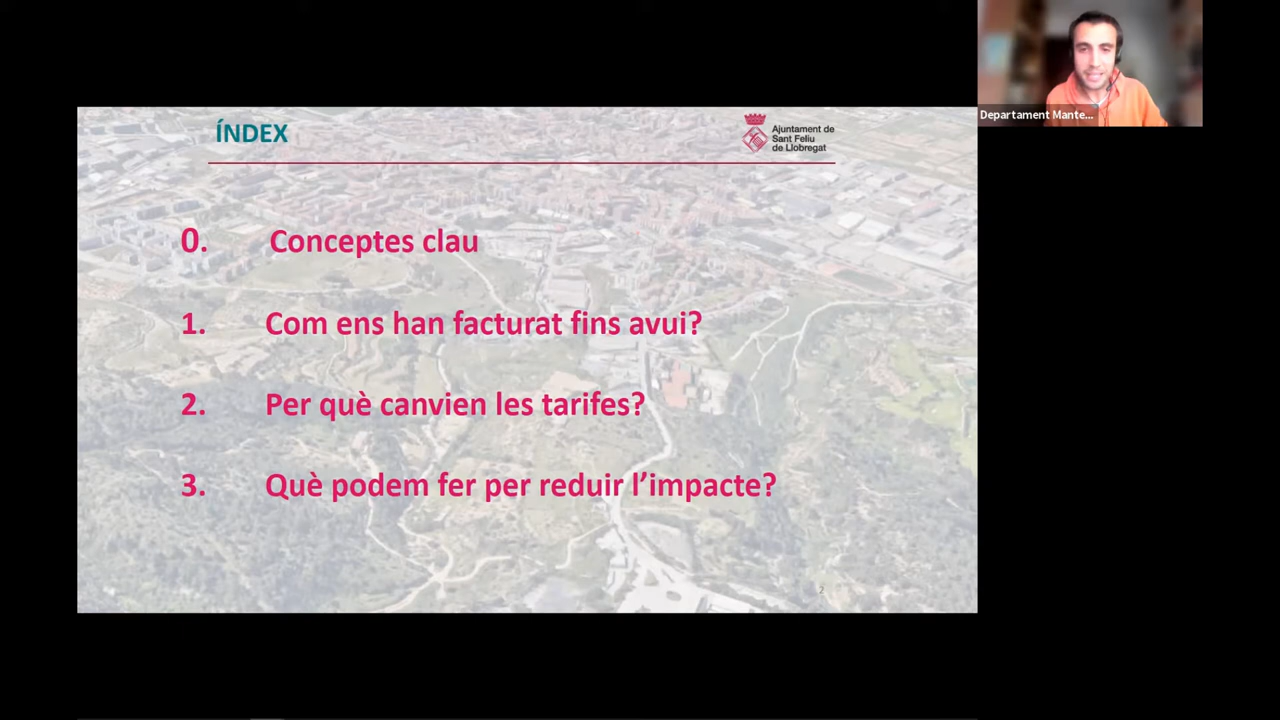 ÍNDEX
Ajuntament de
Sant Feliu
de Llobregat
0. Conceptes clau
1. Com ens han facturat fins avui?
2. Per què canvien les tarifes?
3. Què podem fer per reduir l’impacte?
2
Departament Mante...